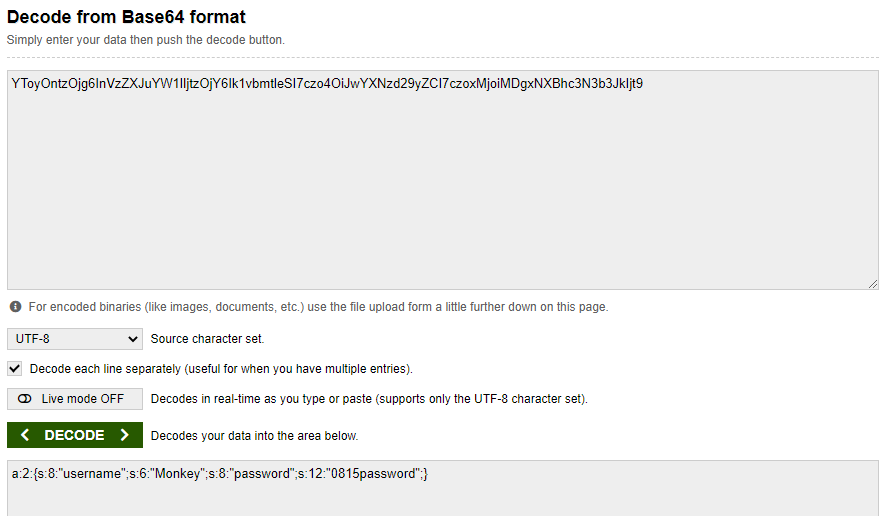 Decode from Base64 format
Simply enter your data then push the decode button.
YToyOntzOjg6InVzZXJuYW1lIjtzOjY6Ik1vbmtleSI7czo4OiJwYXNzd29yZCI7czoxMjoiMDgxNXBhc3N3b3JkIjt9
For encoded binaries (like images, documents, etc.) use the file upload form a little further down on this page.
UTF-8 Source character set.
Decode each line separately (useful for when you have multiple entries).
Live mode OFF Decodes in real-time as you type or paste (supports only the UTF-8 character set).
< DECODE > Decodes your data into the area below.
a:2:{s:8:"username";s:6:"Monkey";s:8:"password";s:12:"0815password";}